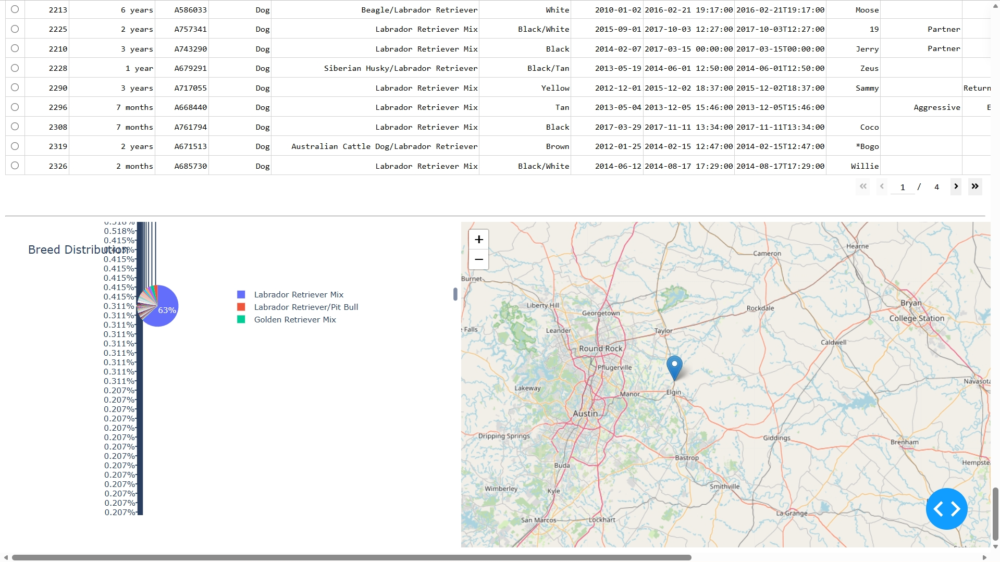 2213 6 years A586033 Dog Beagle/Labrador Retriever White 2010-01-02 2016-02-21 19:17:00 2016-02-21T19:17:00 Moose
2225 2 years A757341 Dog Labrador Retriever Mix Black/White 2015-09-01 2017-10-03 12:27:00 2017-10-03T12:27:00 19 Partner
2210 3 years A743290 Dog Labrador Retriever Mix Black 2014-02-07 2017-03-15 00:00:00 2017-03-15T00:00:00 Jerry Partner
2228 1 year A679291 Dog Siberian Husky/Labrador Retriever Black/Tan 2013-05-19 2014-06-01 12:50:00 2014-06-01T12:50:00 Zeus
2290 3 years A717055 Dog Labrador Retriever Mix Yellow 2012-12-01 2015-12-02 18:37:00 2015-12-02T18:37:00 Sammy Return
2296 7 months A668440 Dog Labrador Retriever Mix Tan 2013-05-04 2013-12-05 15:46:00 2013-12-05T15:46:00 Aggressive E
2308 7 months A761794 Dog Labrador Retriever Mix Black 2017-03-29 2017-11-11 13:34:00 2017-11-11T13:34:00 Coco
2319 2 years A671513 Dog Australian Cattle Dog/Labrador Retriever Brown 2012-01-25 2014-02-15 12:47:00 2014-02-15T12:47:00 *Bogo
2326 2 months A685730 Dog Labrador Retriever Mix Black/White 2014-06-12 2014-08-17 17:29:00 2014-08-17T17:29:00 Willie
1 / 4
Breed Distribution
0.518%
0.518%
0.415%
0.415%
0.415%
0.415%
0.415%
0.415%
0.415%
0.311%
0.311%
0.311%
0.311%
0.311%
0.311%
0.311%
0.311%
0.311%
0.207%
0.207%
0.207%
0.207%
0.207%
0.207%
0.207%
0.207%
0.207%
0.207%
0.207%
0.207%
0.207%
0.207%
63%
Labrador Retriever Mix
Labrador Retriever/Pit Bull
Golden Retriever Mix
+
−
Hearne
Cameron
Burnet
Liberty Hill
Georgetown
Rockdale
Bryan
College Station
e Falls
Leander
Taylor
Caldwell
Round Rock
Pflugerville
Navasota
Lakeway
Manor
Elgin
Austin
Dripping Springs
Giddings
Brenham
Bastrop
Hempste
Buda
Smithville
Wimberley
Kyle
La Grange
San Marcos
Lockhart